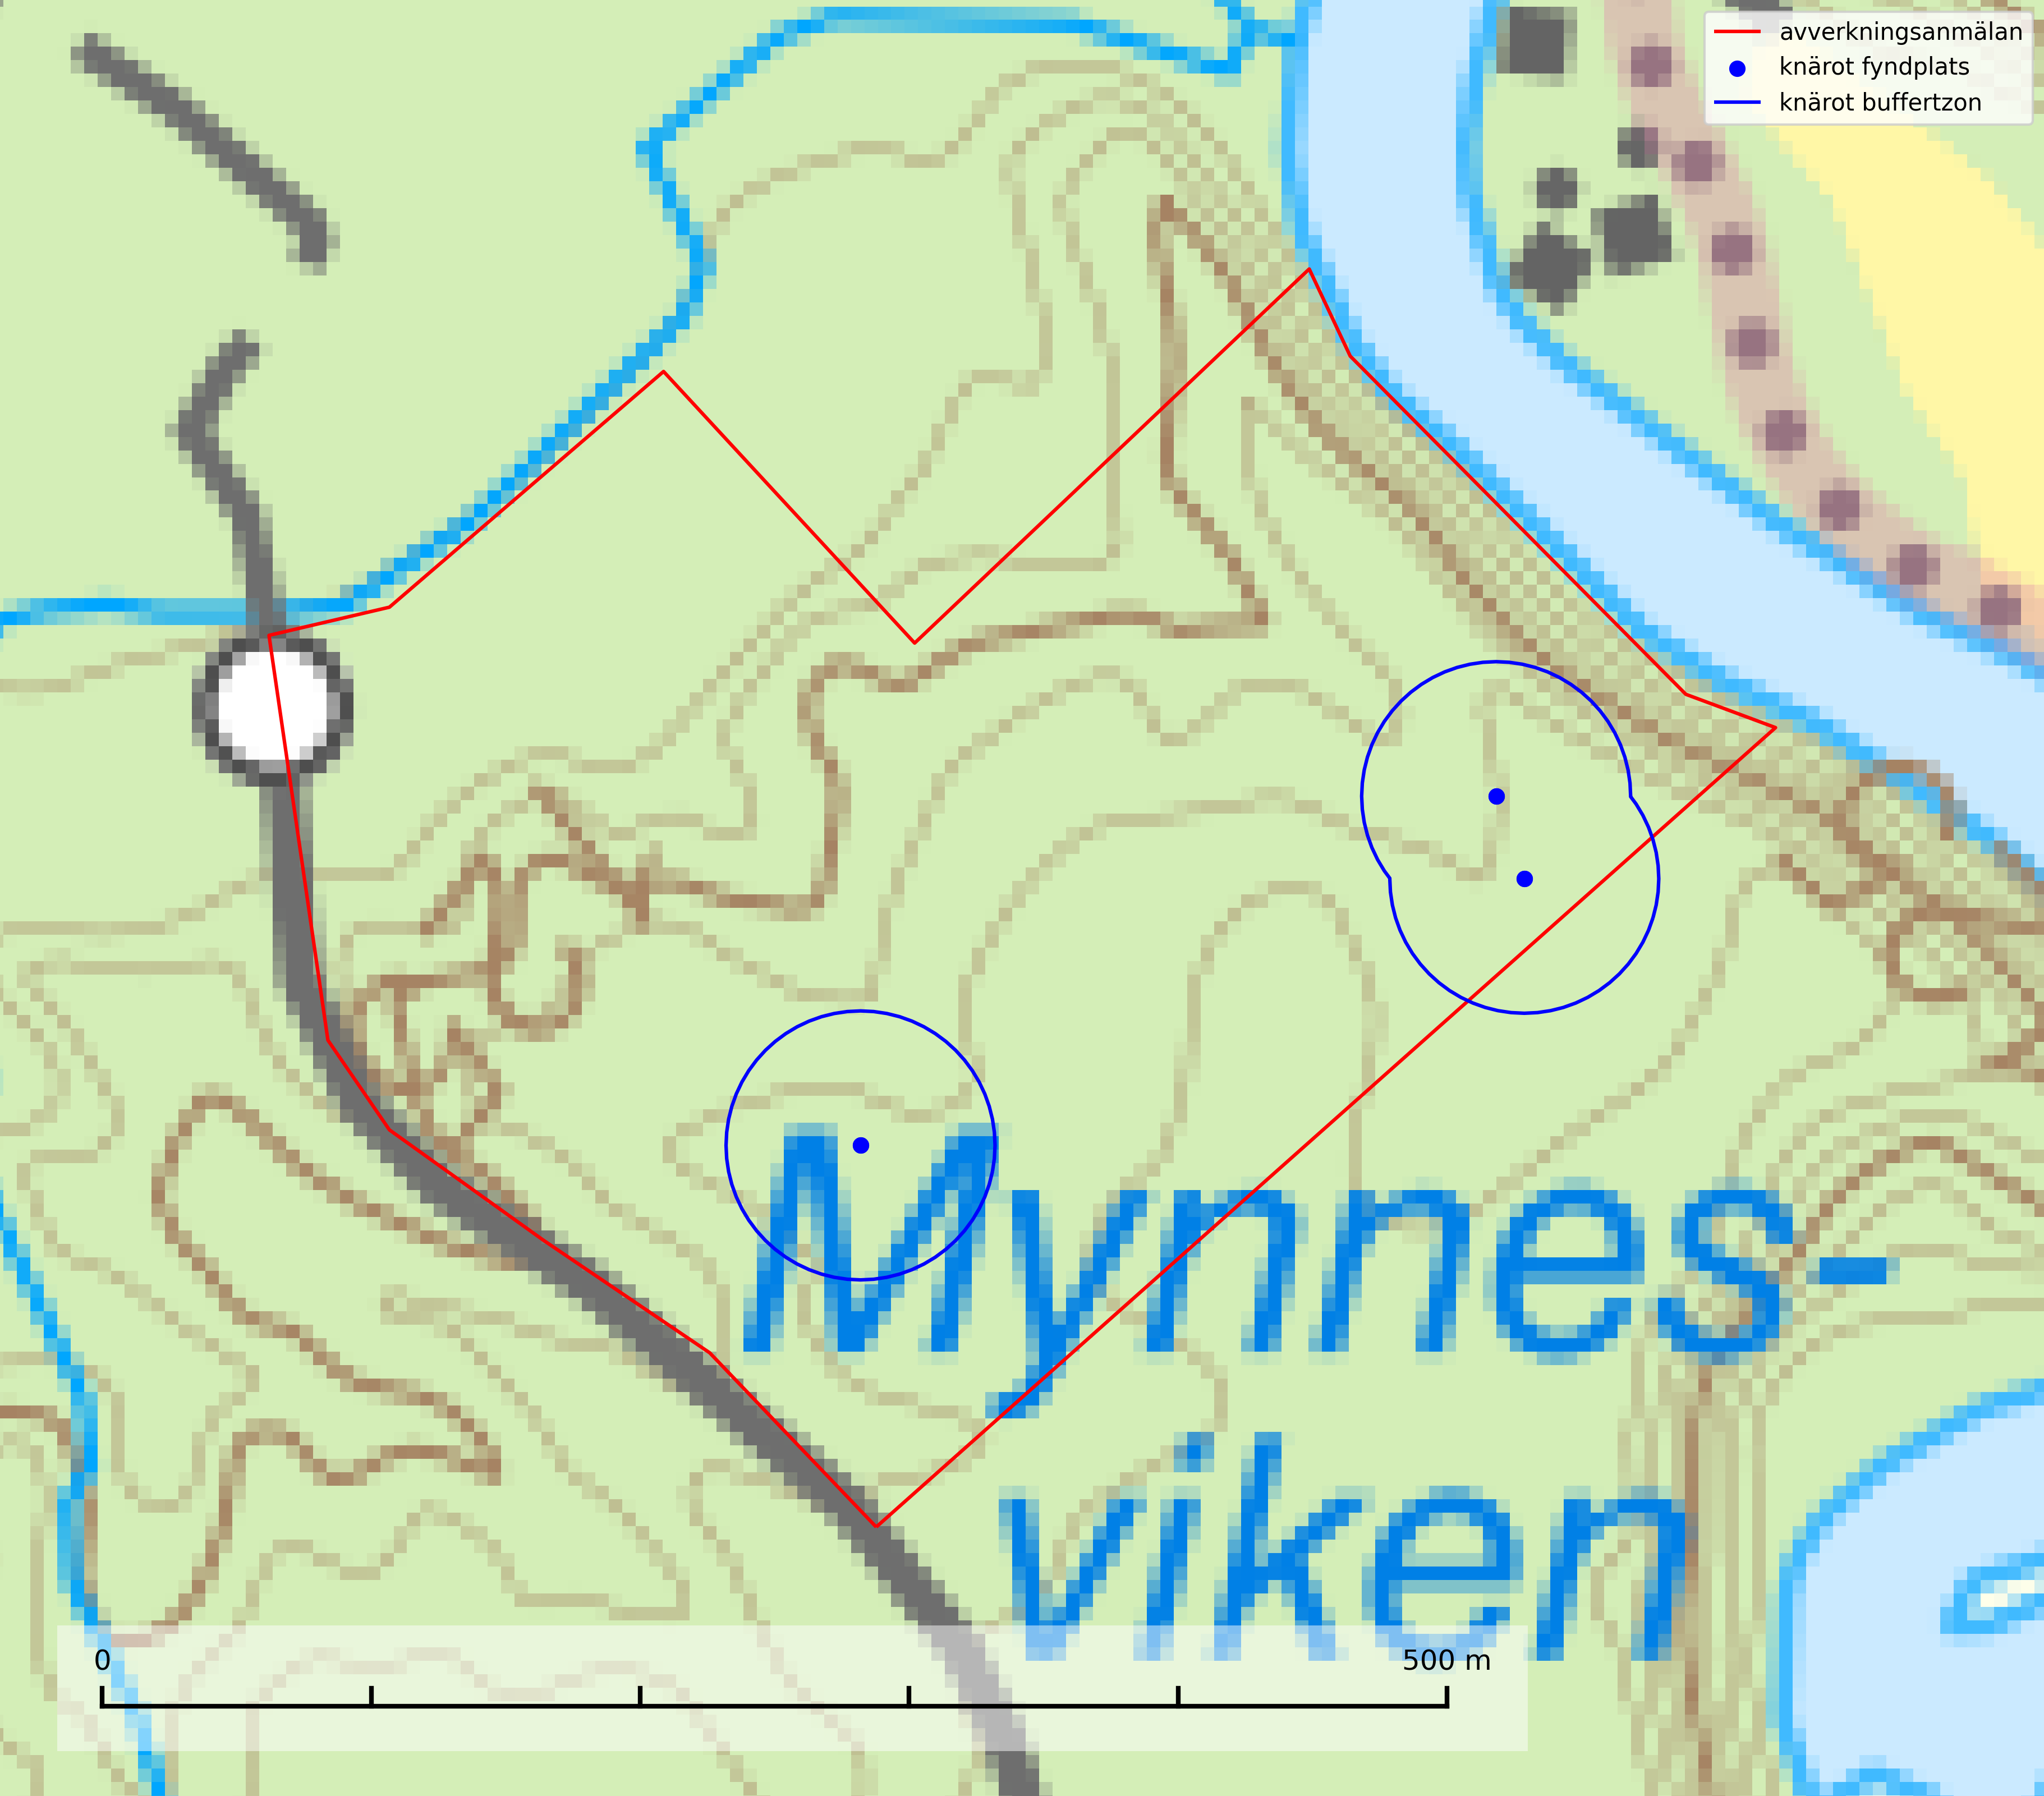 avverkningsanmälan
knärot fyndplats
knärot buffertzon
Mynnes-
viken
0 500 m